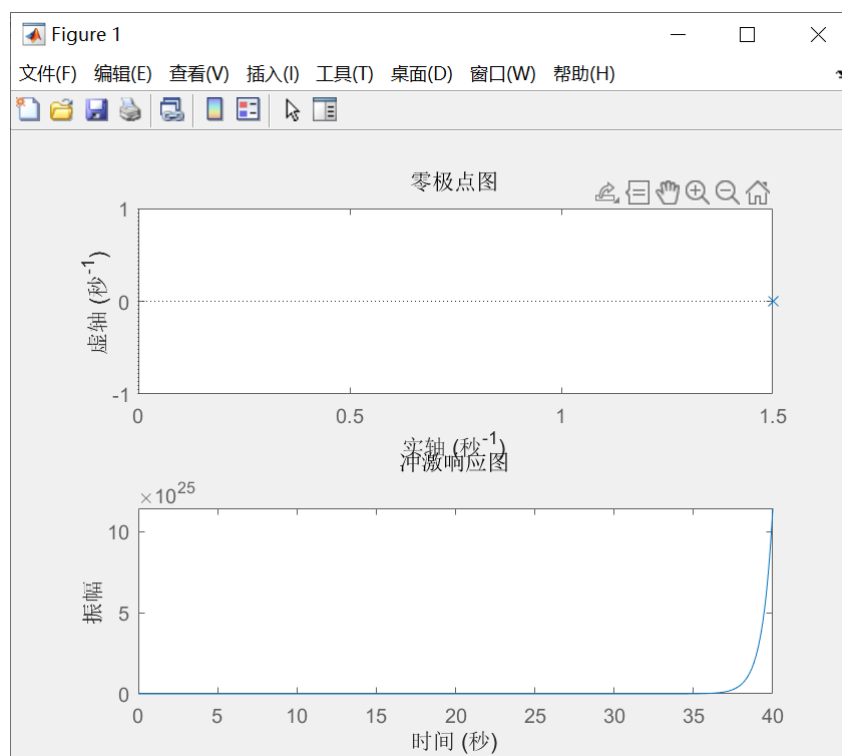 Figure 1
文件(F) 编辑(E) 查看(V) 插入(I) 工具(T) 桌面(D) 窗口(W) 帮助(H)
零极点图
1
0
-1
虚轴 (秒⁻¹)
0 0.5 1 1.5
实轴 (秒⁻¹)
冲激响应图
×10²⁵
10
5
0
振幅
0 5 10 15 20 25 30 35 40
时间 (秒)